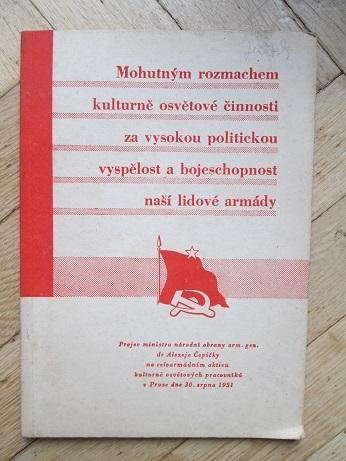 Mohutným rozmachem
kulturně osvětové činnosti
za vysokou politickou
vyspělost a bojeschopnost
naší lidové armády
Projev ministra národní obrany arm. gen.
dr Alexeje Čepičky
na celoarmádním aktivu
kulturně osvětových pracovníků
v Praze dne 30. srpna 1951